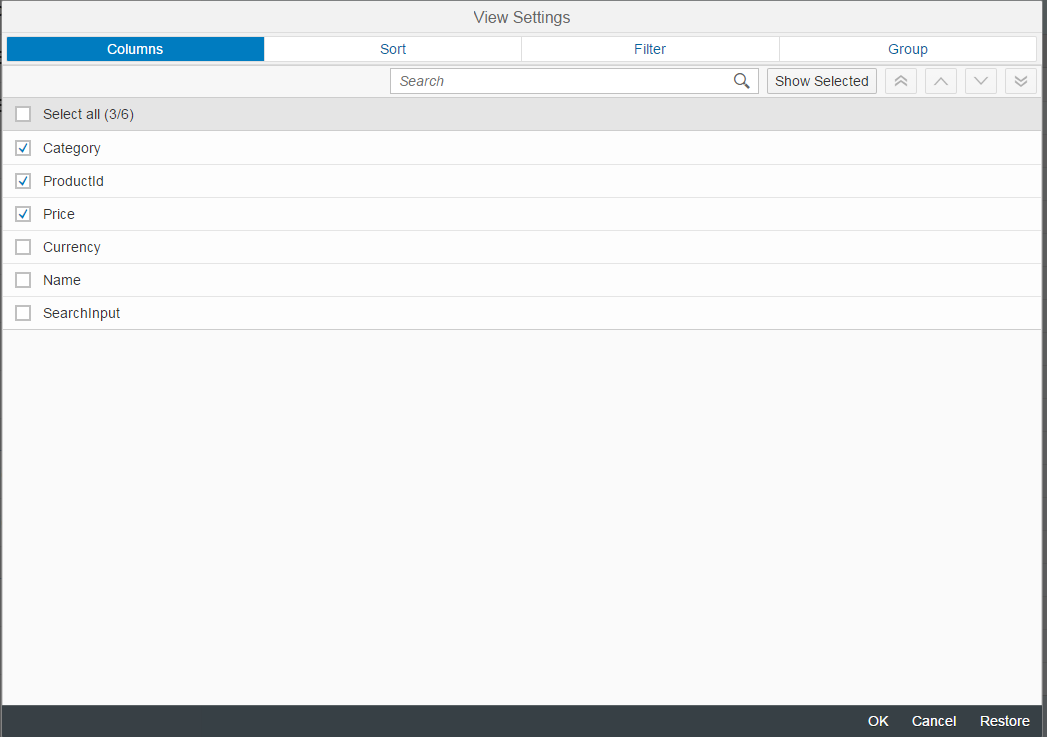 View Settings
Columns Sort Filter Group
Search Show Selected
Select all (3/6)
Category
ProductId
Price
Currency
Name
SearchInput
OK Cancel Restore